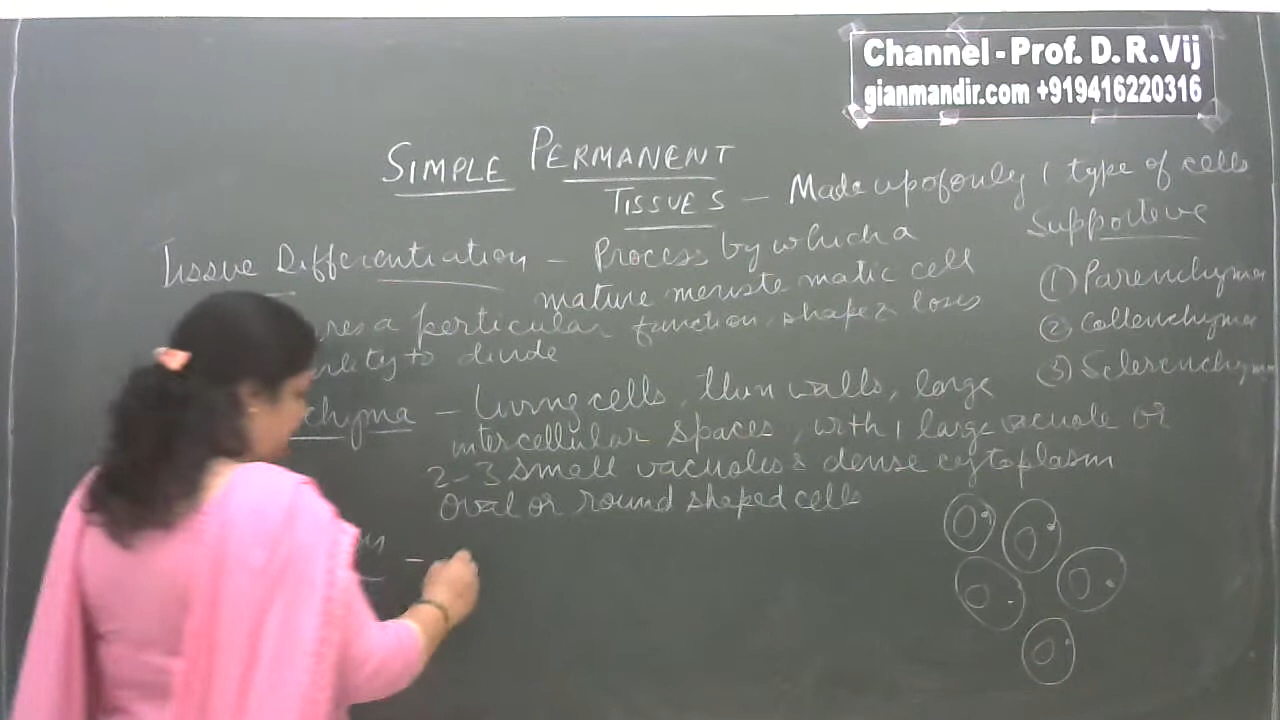 Channel - Prof. D. R. Vij
gianmandir.com +919416220316
SIMPLE PERMANENT
TISSUES - Made up of only 1 type of cells
Supportive
Tissue Differentiation - Process by which a
mature meristematic cell
res a perticular function, shape & loses
ability to divide
① Parenchyma
② Collenchyma
③ Sclerenchyma
chyma - Living cells, thin walls, large
intercellular spaces, with 1 large vacuole or
2-3 small vacuoles & dense cytoplasm
Oval or round shaped cells